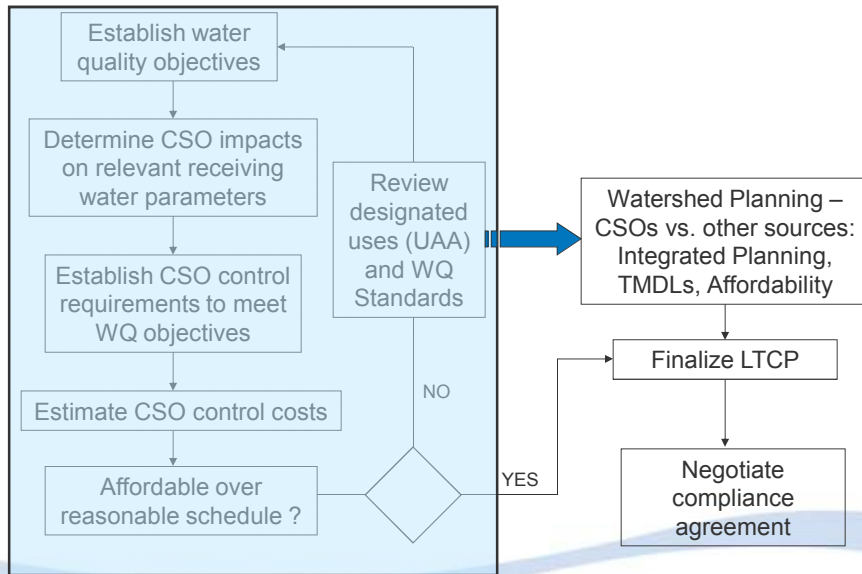 Establish water
quality objectives
Determine CSO impacts
on relevant receiving
water parameters
Establish CSO control
requirements to meet
WQ objectives
Estimate CSO control costs
Affordable over
reasonable schedule ?
Review
designated
uses (UAA)
and WQ
Standards
NO
YES
Watershed Planning –
CSOs vs. other sources:
Integrated Planning,
TMDLs, Affordability
Finalize LTCP
Negotiate
compliance
agreement